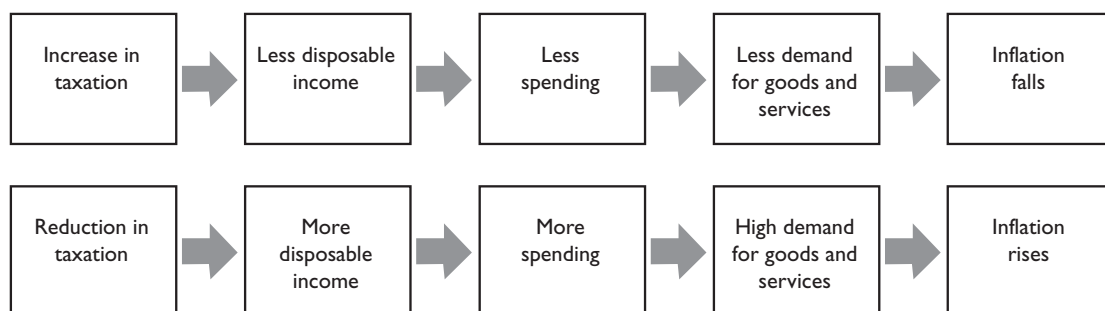 Increase in
taxation
Less disposable
income
Less
spending
Less demand
for goods and
services
Inflation
falls
Reduction in
taxation
More
disposable
income
More
spending
High demand
for goods and
services
Inflation
rises